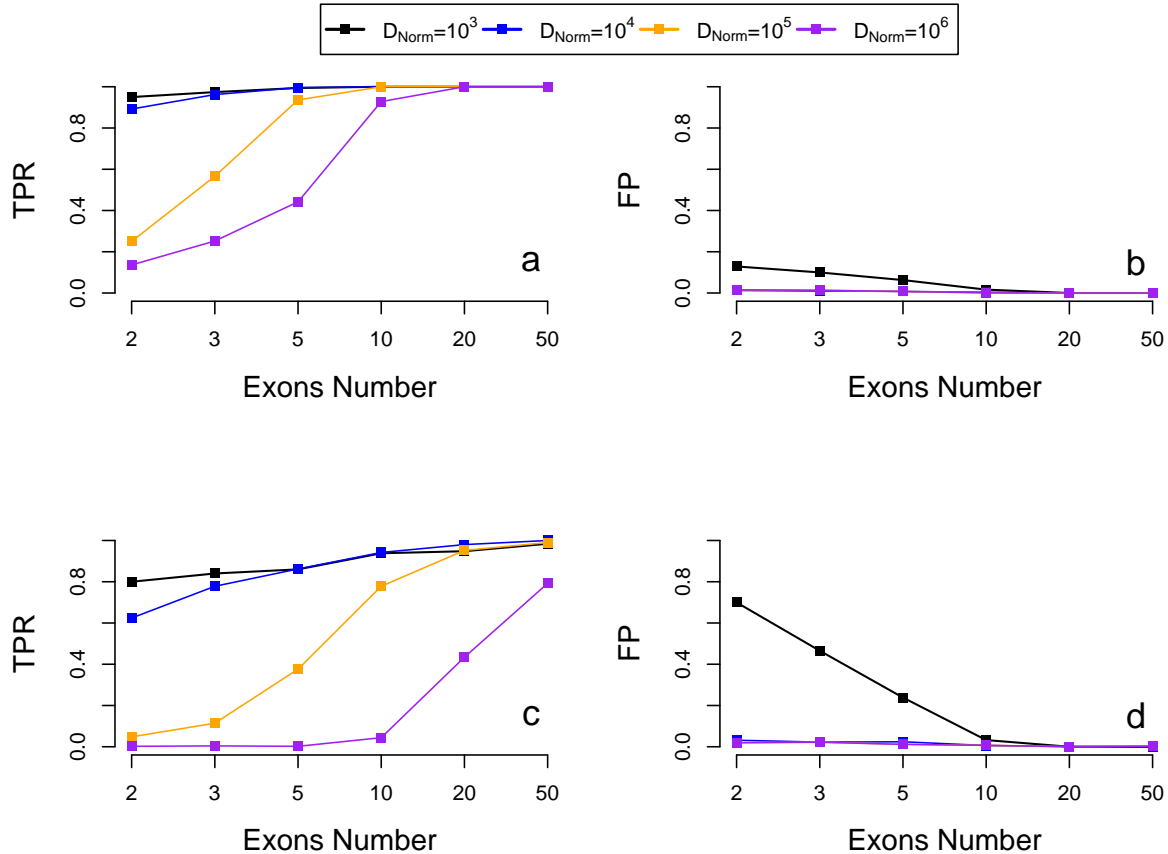 D_Norm=10^3 D_Norm=10^4 D_Norm=10^5 D_Norm=10^6
TPR
0.0 0.4 0.8
2 3 5 10 20 50
Exons Number
a
FP
0.0 0.4 0.8
2 3 5 10 20 50
Exons Number
b
TPR
0.0 0.4 0.8
2 3 5 10 20 50
Exons Number
c
FP
0.0 0.4 0.8
2 3 5 10 20 50
Exons Number
d